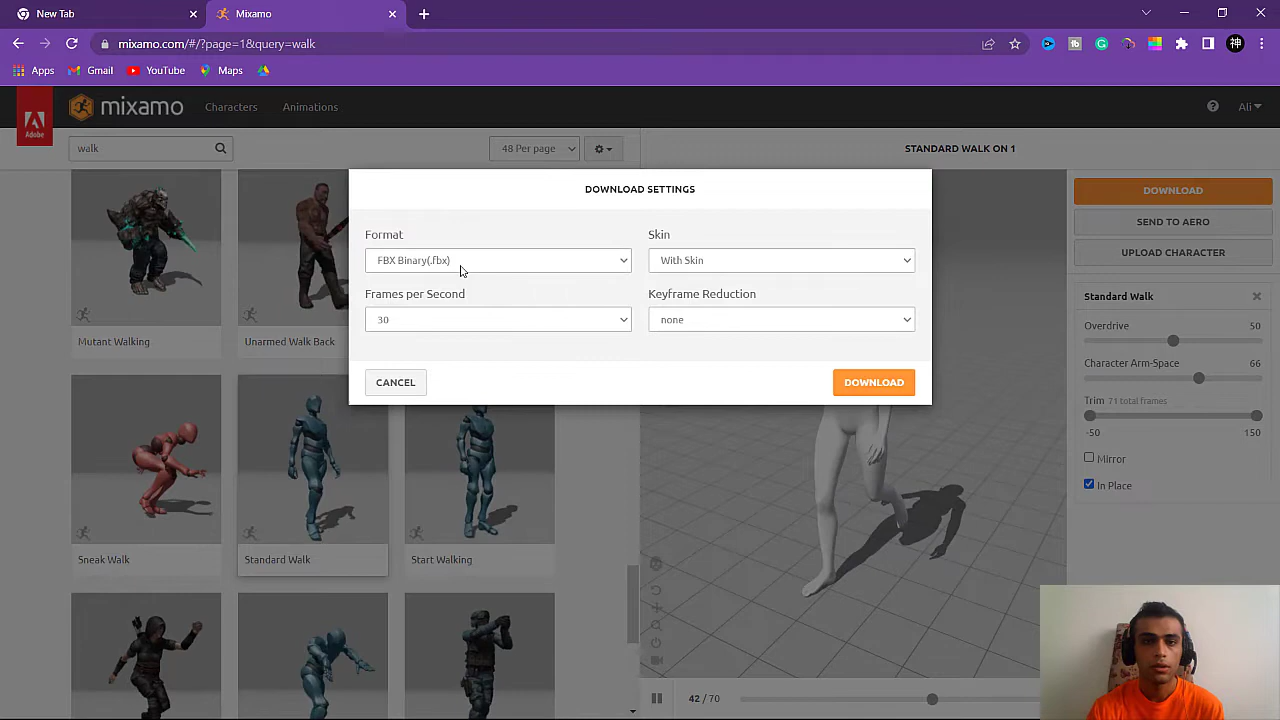 New Tab
Mixamo
mixamo.com/#/?page=1&query=walk
Apps
Gmail
YouTube
Maps
神
Adobe
mixamo
Characters
Animations
Ali
walk
48 Per page
STANDARD WALK ON 1
DOWNLOAD SETTINGS
Format
Skin
FBX Binary(.fbx)
With Skin
Frames per Second
Keyframe Reduction
30
none
CANCEL
DOWNLOAD
DOWNLOAD
SEND TO AERO
UPLOAD CHARACTER
Standard Walk
Overdrive 50
Character Arm-Space 66
Trim 71 total frames
-50 150
Mirror
In Place
Mutant Walking
Unarmed Walk Back
Sneak Walk
Standard Walk
Start Walking
42 / 70